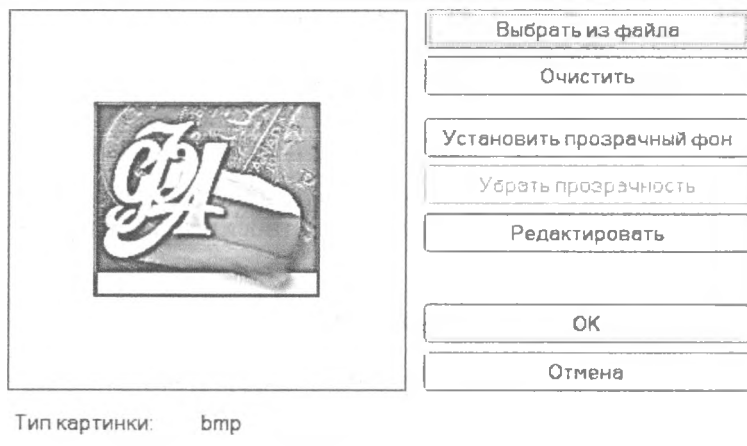 Выбрать из файла
Очистить
Установить прозрачный фон
Убрать прозрачность
Редактировать
OK
Отмена
Тип картинки: bmp